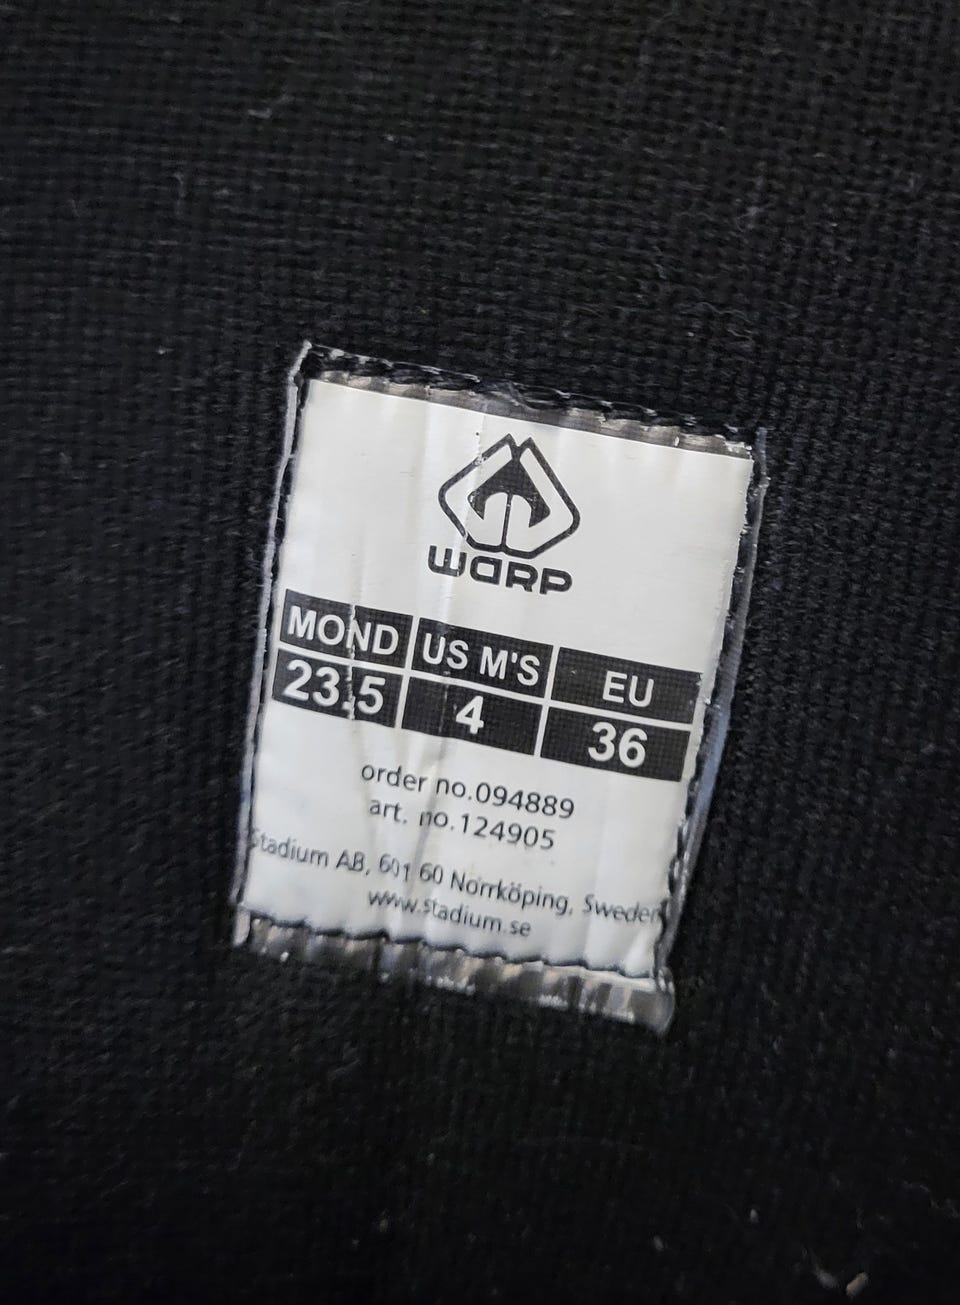 WARP
MOND US M'S EU
23.5 4 36
order no.094889
art. no.124905
Stadium AB, 601 60 Norrköping, Sweden
www.stadium.se